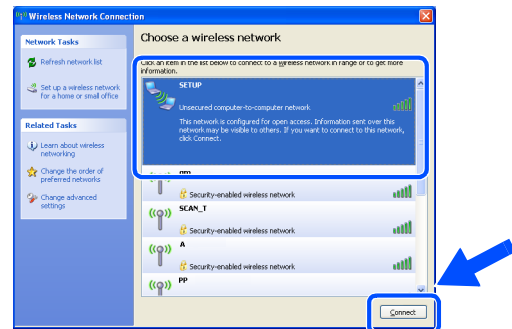 Wireless Network Connection
Network Tasks
Refresh network list
Set up a wireless network
for a home or small office
Related Tasks
Learn about wireless
networking
Change the order of
preferred networks
Change advanced
settings
Choose a wireless network
Click an item in the list below to connect to a wireless network in range or to get more
information.
SETUP
Unsecured computer-to-computer network
This network is configured for open access. Information sent over this
network may be visible to others. If you want to connect to this network,
click Connect.
Security-enabled wireless network
SCAN_T
Security-enabled wireless network
A
Security-enabled wireless network
PP
Connect